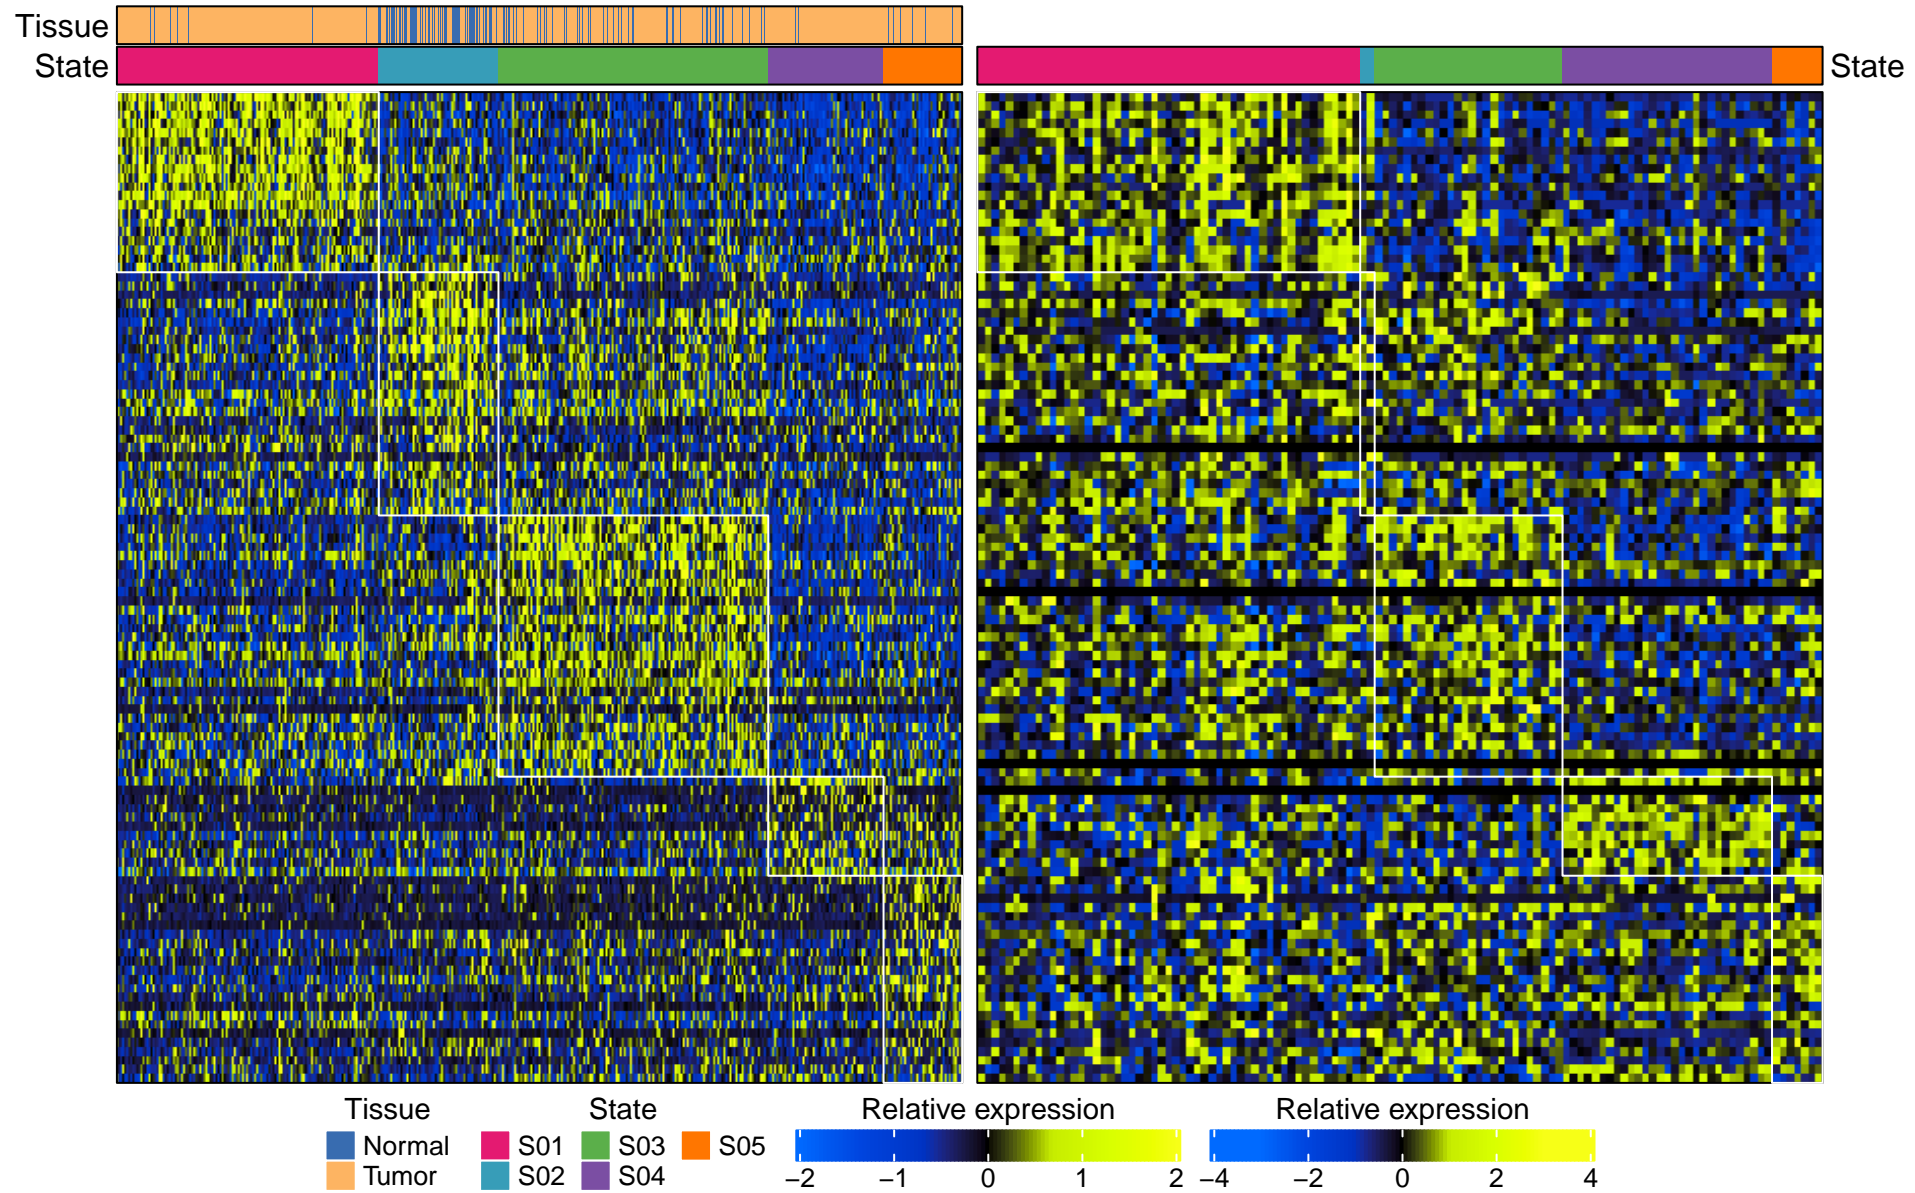 Tissue
State
State
Tissue State Relative expression Relative expression
Normal S01 S03 S05
Tumor S02 S04
−2 −1 0 1 2 −4 −2 0 2 4